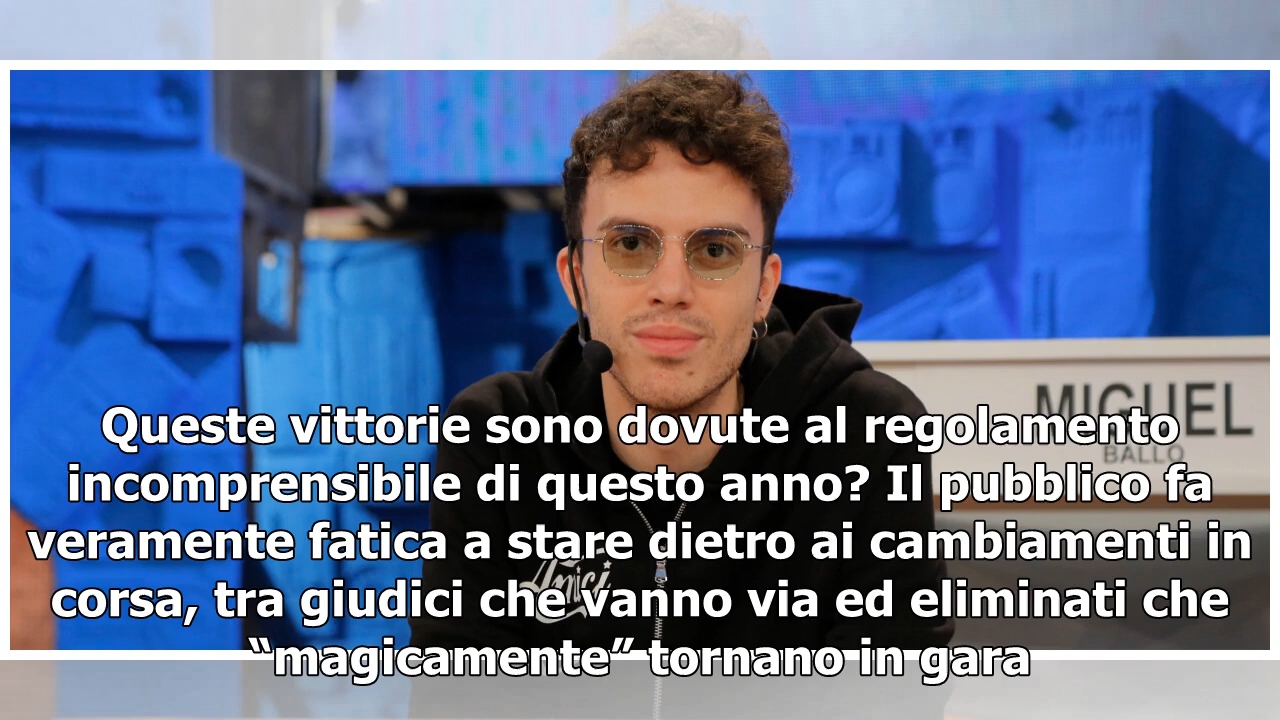 MIGUEL
BALLO
Queste vittorie sono dovute al regolamento
incomprensibile di questo anno? Il pubblico fa
veramente fatica a stare dietro ai cambiamenti in
corsa, tra giudici che vanno via ed eliminati che
“magicamente” tornano in gara
Amici